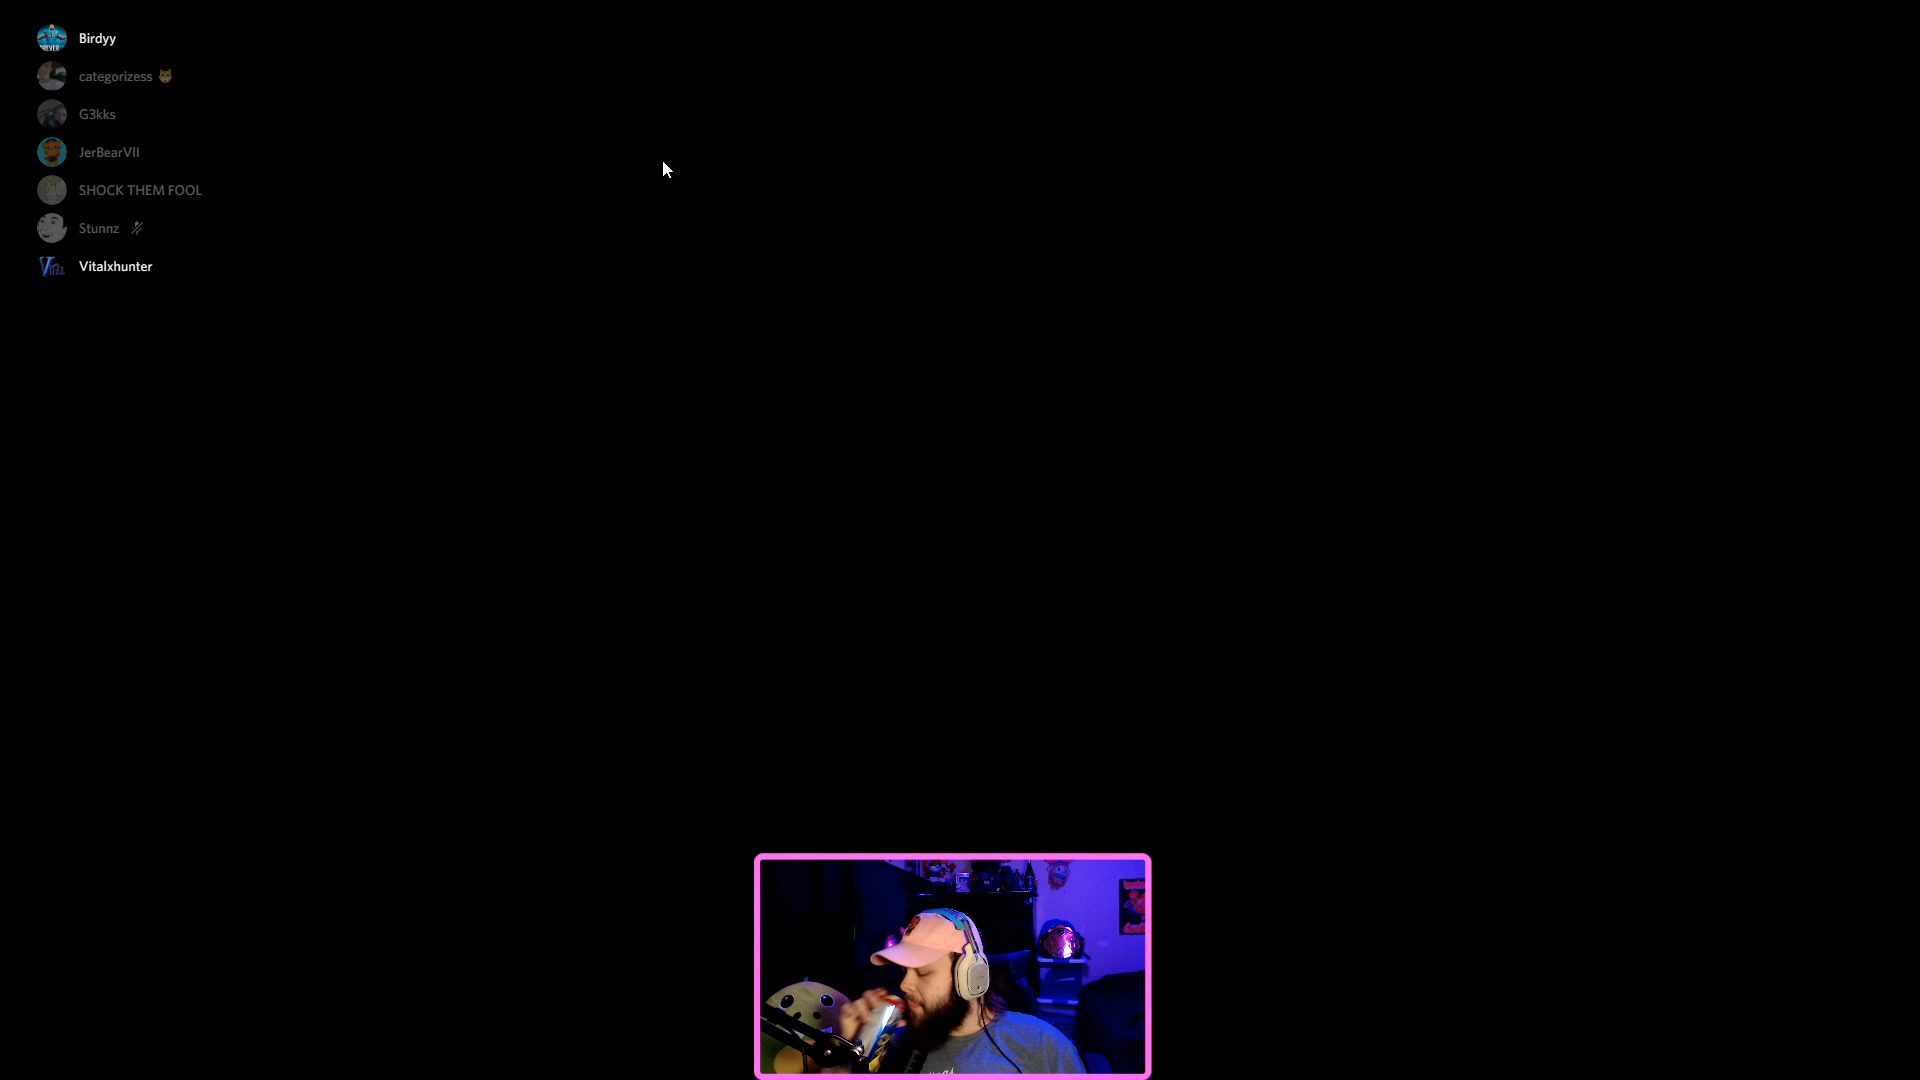 Birdyy
categorizess
G3kks
JerBearVII
SHOCK THEM FOOL
Stunnz
Vitalxhunter